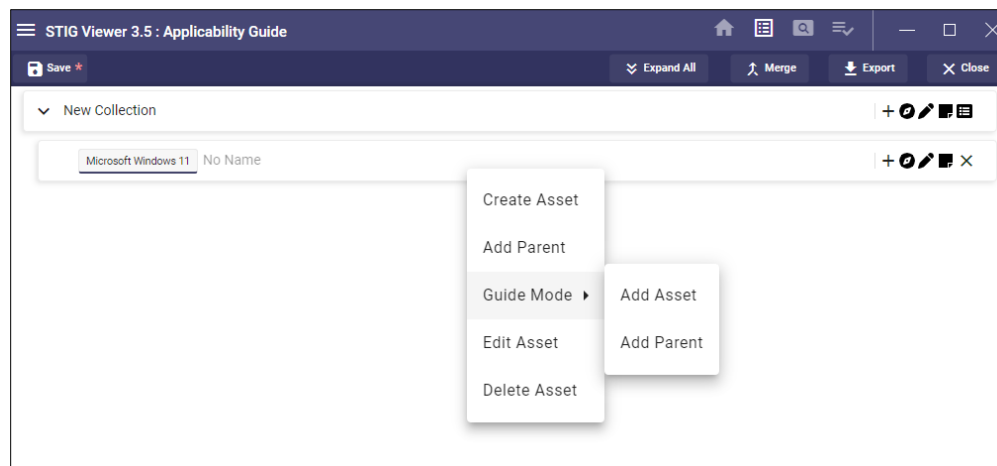 STIG Viewer 3.5 : Applicability Guide
Save *
Expand All
Merge
Export
Close
New Collection
Microsoft Windows 11
No Name
Create Asset
Add Parent
Guide Mode
Add Asset
Edit Asset
Add Parent
Delete Asset